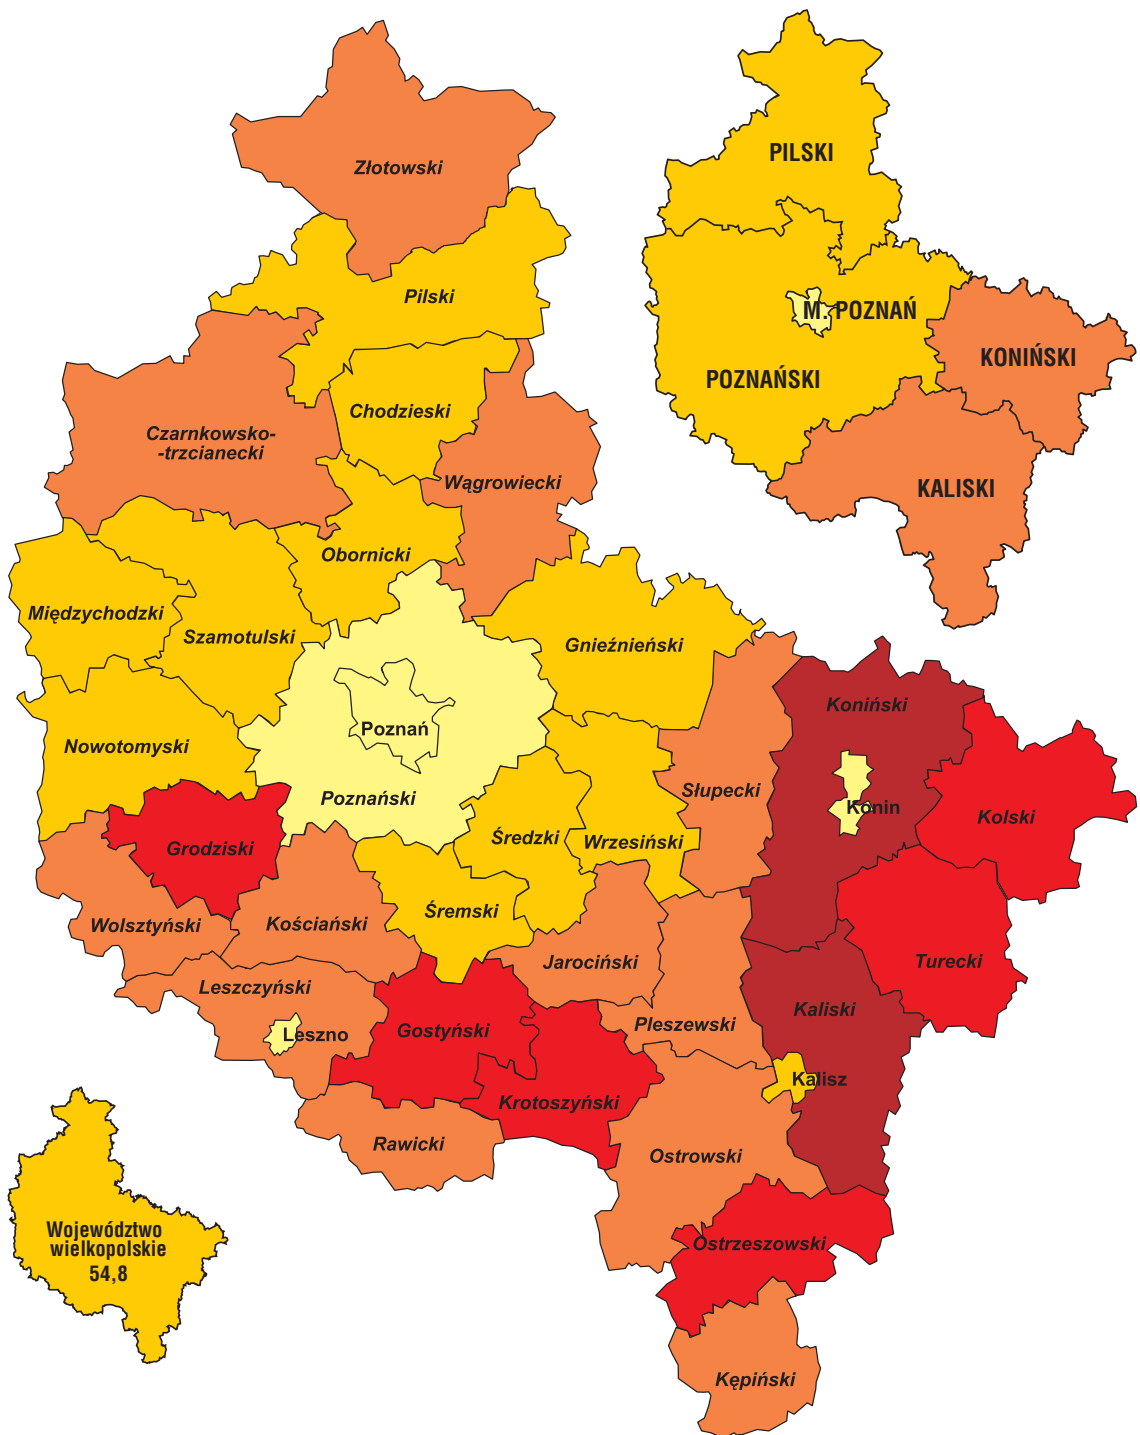 Złotowski
Pilski
Chodzieski
Czarnkowsko-
-trzcianecki
Wągrowiecki
Obornicki
Międzychodzki
Szamotulski
Gnieźnieński
Nowotomyski
Poznań
Poznański
Koniński
Konin
Słupecki
Kolski
Grodziski
Średzki
Wrzesiński
Wolsztyński
Kościański
Śremski
Jarociński
Turecki
Leszczyński
Leszno
Gostyński
Pleszewski
Kaliski
Kalisz
Krotoszyński
Rawicki
Ostrowski
Ostrzeszowski
Kępiński
PILSKI
M. POZNAŃ
POZNAŃSKI
KONIŃSKI
KALISKI
Województwo
wielkopolskie
54,8